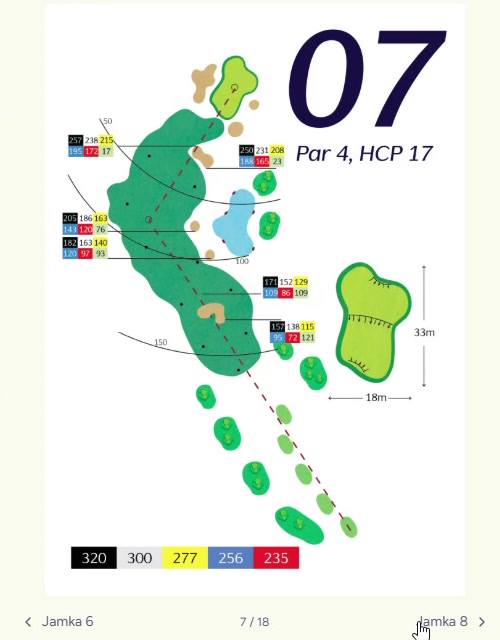 07
Par 4, HCP 17
50
257 238 215
195 172 17
250 231 208
188 165 23
205 186 163
143 120 76
182 163 140
120 97 93
100
171 152 129
109 86 109
157 138 115
95 72 121
150
33m
18m
320 300 277 256 235
Jamka 6
7 / 18
Jamka 8